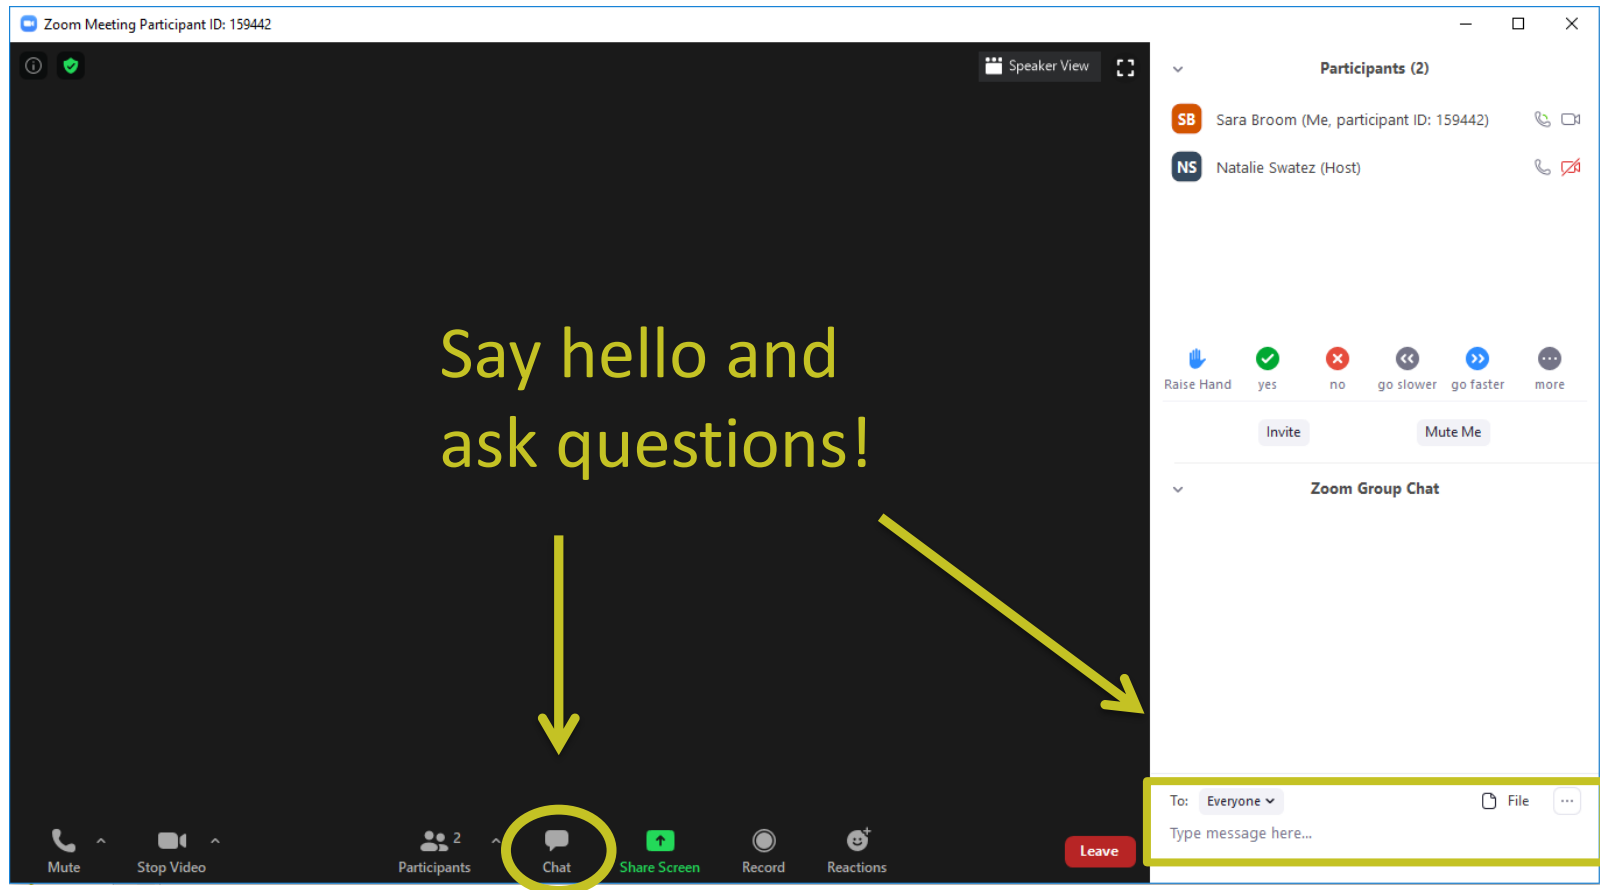 Zoom Meeting Participant ID: 159442
Speaker View
Participants (2)
SB Sara Broom (Me, participant ID: 159442)
NS Natalie Swatez (Host)
Say hello and
ask questions!
Raise Hand yes no go slower go faster more
Invite Mute Me
Zoom Group Chat
To: Everyone File
Type message here...
2
Mute Stop Video Participants Chat Share Screen Record Reactions Leave